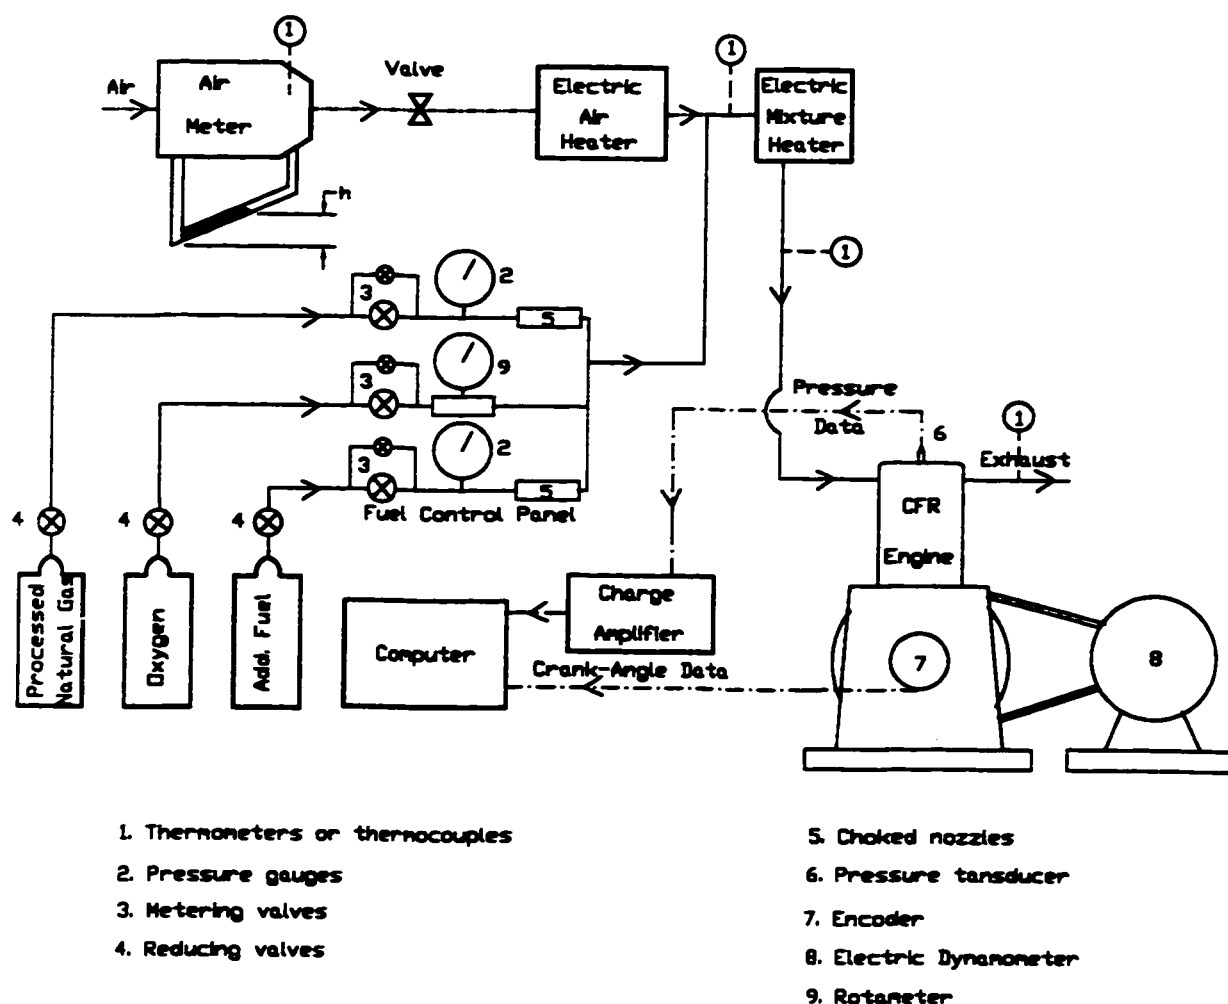 1
1
Air
Air
Meter
Valve
Electric
Air
Heater
Electric
Mixture
Heater
h
1
3
2
5
3
9
Pressure
Data
6
1
3
2
5
Exhaust
Fuel Control Panel
4
4
4
CFR
Engine
Processed
Natural Gas
Oxygen
Add. Fuel
Charge
Amplifier
Computer
Crank-Angle Data
7
8
1. Thermometers or thermocouples
2. Pressure gauges
3. Metering valves
4. Reducing valves
5. Choked nozzles
6. Pressure tansducer
7. Encoder
8. Electric Dynamometer
9. Rotameter